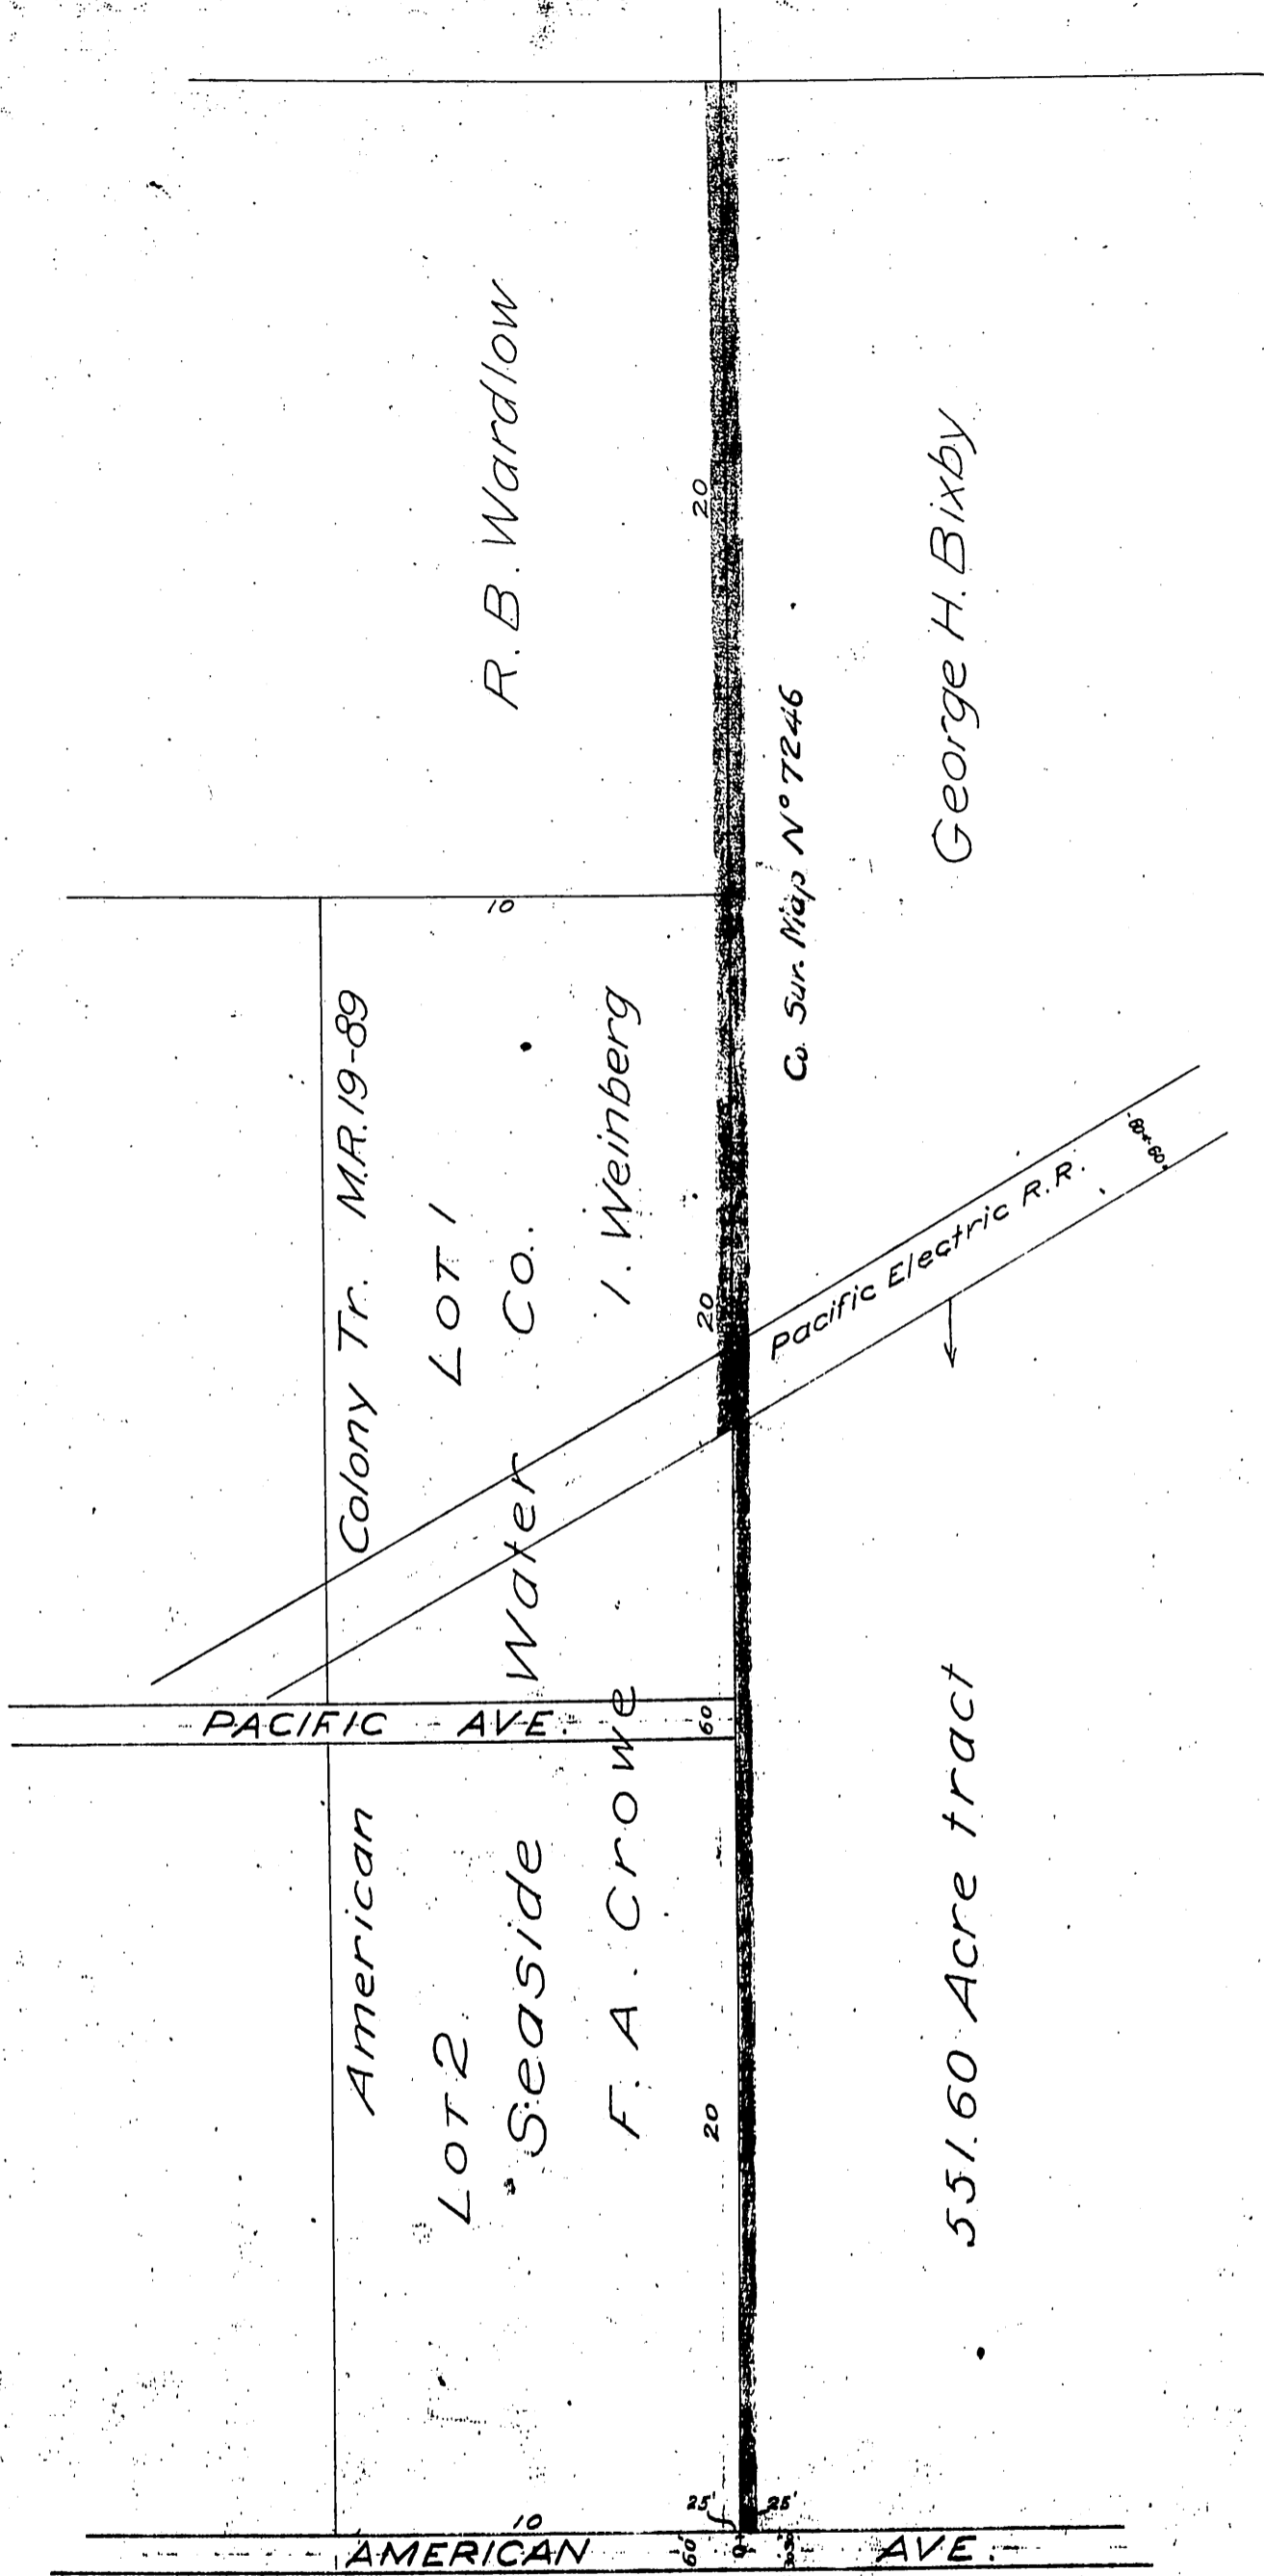 R. B. Wardlow
20
George H. Bixby
Co. Sur. Map Nº 7246
10
Colony Tr. M.R. 19-89
LOT 1
Water Co.
I. Weinberg
20
Pacific Electric R.R.
PACIFIC AVE.
60
American
LOT 2.
Seaside
F. A. Crowe
20
551.60 Acre tract
10
25'
25'
60'
AMERICAN AVE.